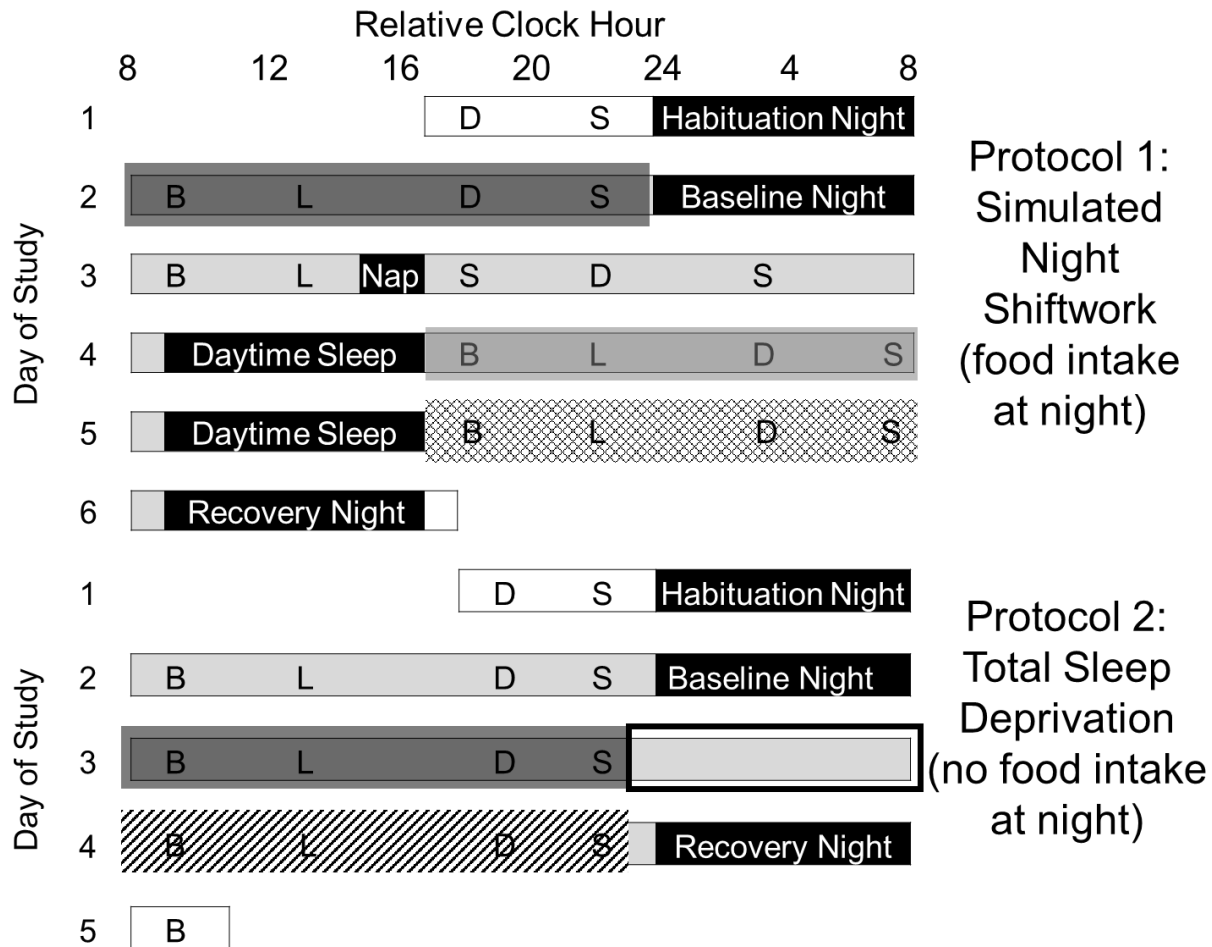 Relative Clock Hour
8 12 16 20 24 4 8
Day of Study
1 D S Habituation Night
2 B L D S Baseline Night
3 B L Nap S D S
4 Daytime Sleep B L D S
5 Daytime Sleep B L D S
6 Recovery Night
Protocol 1:
Simulated
Night
Shiftwork
(food intake
at night)
Day of Study
1 D S Habituation Night
2 B L D S Baseline Night
3 B L D S
4 B L D S Recovery Night
5 B
Protocol 2:
Total Sleep
Deprivation
(no food intake
at night)